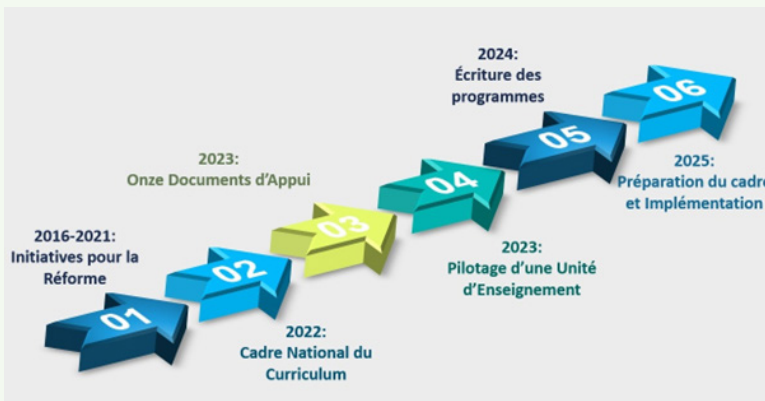 2016-2021:
Initiatives pour la
Réforme
01
2022:
Cadre National du
Curriculum
02
2023:
Onze Documents d'Appui
03
2023:
Pilotage d'une Unité
d'Enseignement
04
2024:
Écriture des
programmes
05
2025:
Préparation du cadre
et Implémentation
06